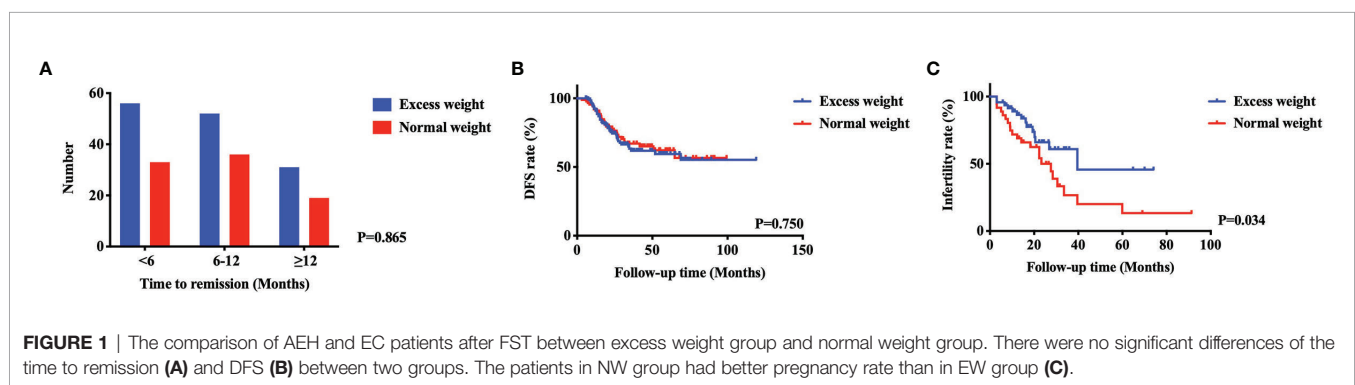 A
60
40
20
0
Number
<6
6-12
≥12
Time to remission (Months)
Excess weight
Normal weight
P=0.865
B
100
50
0
DFS rate (%)
0
50
100
150
Follow-up time (Months)
Excess weight
Normal weight
P=0.750
C
100
50
0
Infertility rate (%)
0
20
40
60
80
100
Follow-up time (Months)
Excess weight
Normal weight
P=0.034
FIGURE 1 | The comparison of AEH and EC patients after FST between excess weight group and normal weight group. There were no significant differences of the
time to remission (A) and DFS (B) between two groups. The patients in NW group had better pregnancy rate than in EW group (C).